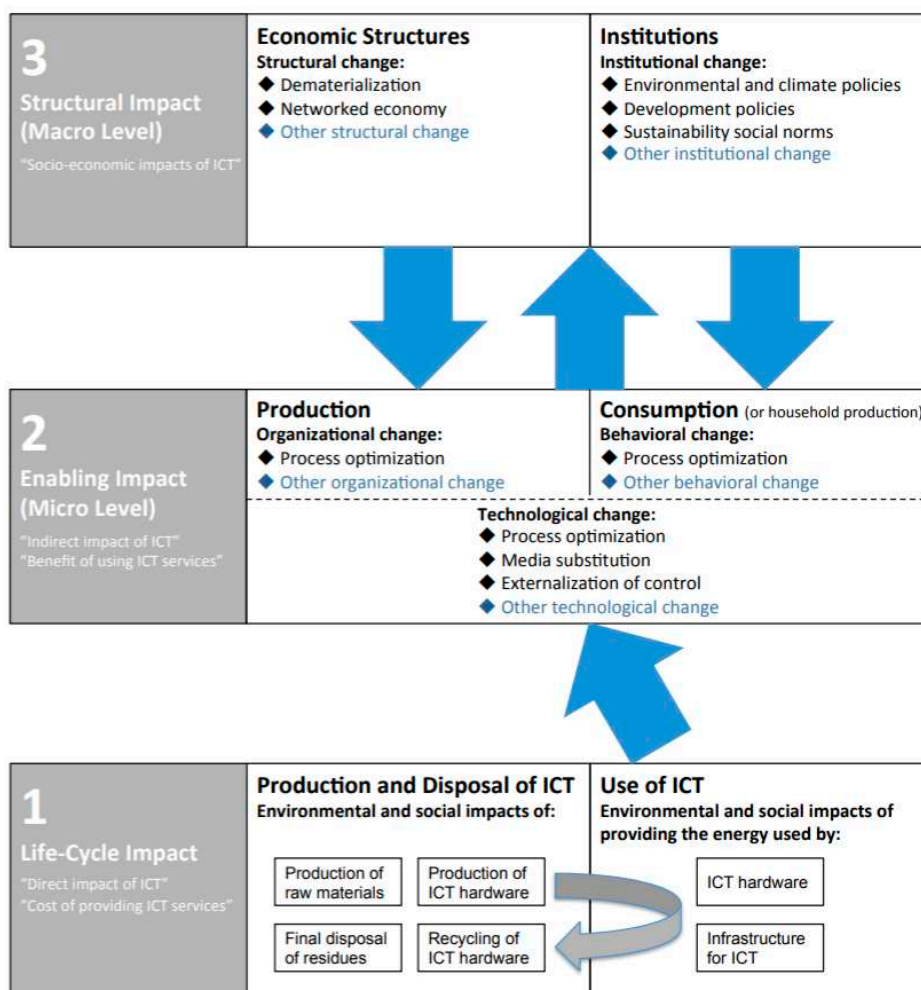 3
Structural Impact
(Macro Level)
"Socio-economic impacts of ICT"
Economic Structures
Structural change:
◆ Dematerialization
◆ Networked economy
◆ Other structural change
Institutions
Institutional change:
◆ Environmental and climate policies
◆ Development policies
◆ Sustainability social norms
◆ Other institutional change
2
Enabling Impact
(Micro Level)
"Indirect impact of ICT"
"Benefit of using ICT services"
Production
Organizational change:
◆ Process optimization
◆ Other organizational change
Consumption (or household production)
Behavioral change:
◆ Process optimization
◆ Other behavioral change
Technological change:
◆ Process optimization
◆ Media substitution
◆ Externalization of control
◆ Other technological change
1
Life-Cycle Impact
"Direct impact of ICT"
"Cost of providing ICT services"
Production and Disposal of ICT
Environmental and social impacts of:
Production of
raw materials
Production of
ICT hardware
Final disposal
of residues
Recycling of
ICT hardware
Use of ICT
Environmental and social impacts of
providing the energy used by:
ICT hardware
Infrastructure
for ICT